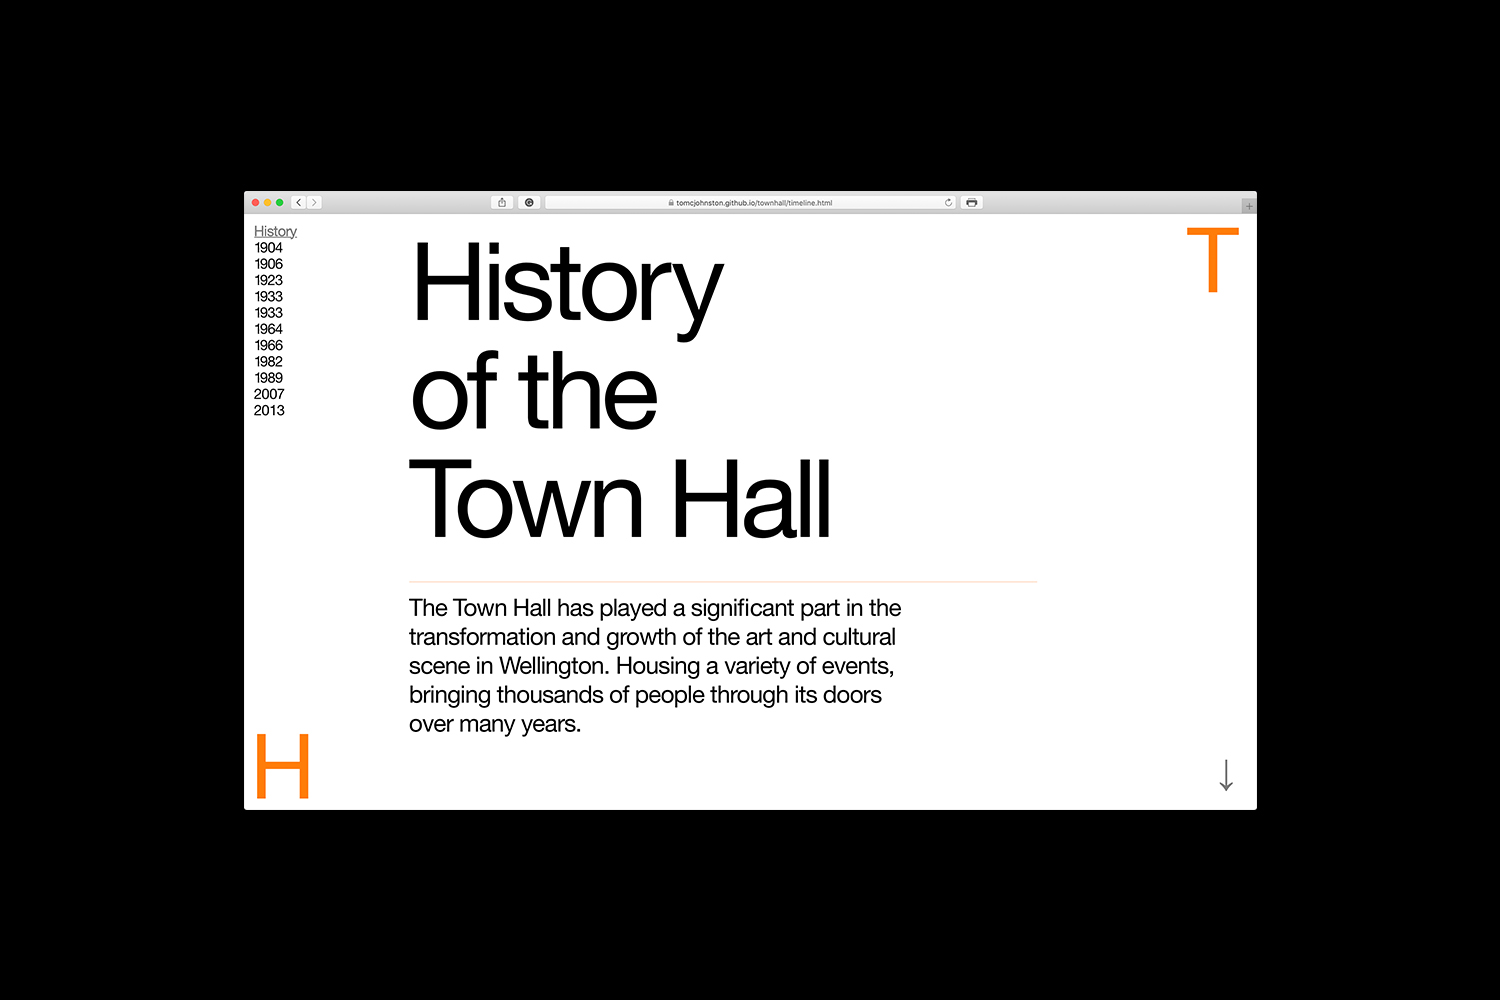 tomcjohnston.github.io/townhall/timeline.html
History
1904
1906
1923
1933
1933
1964
1966
1982
1989
2007
2013
History
of the
Town Hall
T
The Town Hall has played a significant part in the
transformation and growth of the art and cultural
scene in Wellington. Housing a variety of events,
bringing thousands of people through its doors
over many years.
H